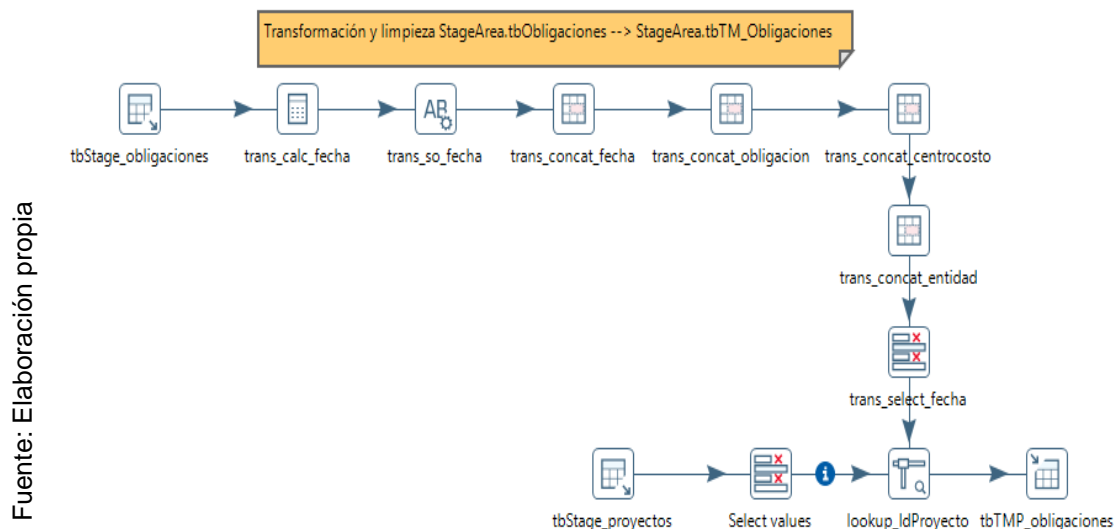 Transformación y limpieza StageArea.tbObligaciones --> StageArea.tbTM_Obligaciones
tbStage_obligaciones
trans_calc_fecha
AB
trans_so_fecha
trans_concat_fecha
trans_concat_obligacion
trans_concat_centrocosto
trans_concat_entidad
trans_select_fecha
tbStage_proyectos
Select values
lookup_IdProyecto
tbTMP_obligaciones
Fuente: Elaboración propia